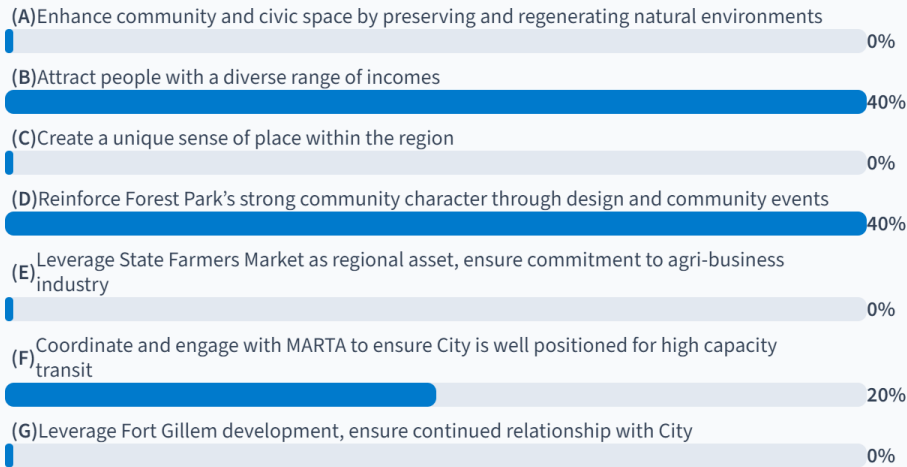 (A)Enhance community and civic space by preserving and regenerating natural environments
0%
(B)Attract people with a diverse range of incomes
40%
(C)Create a unique sense of place within the region
0%
(D)Reinforce Forest Park’s strong community character through design and community events
40%
(E)Leverage State Farmers Market as regional asset, ensure commitment to agri-business
industry
0%
(F)Coordinate and engage with MARTA to ensure City is well positioned for high capacity
transit
20%
(G)Leverage Fort Gillem development, ensure continued relationship with City
0%